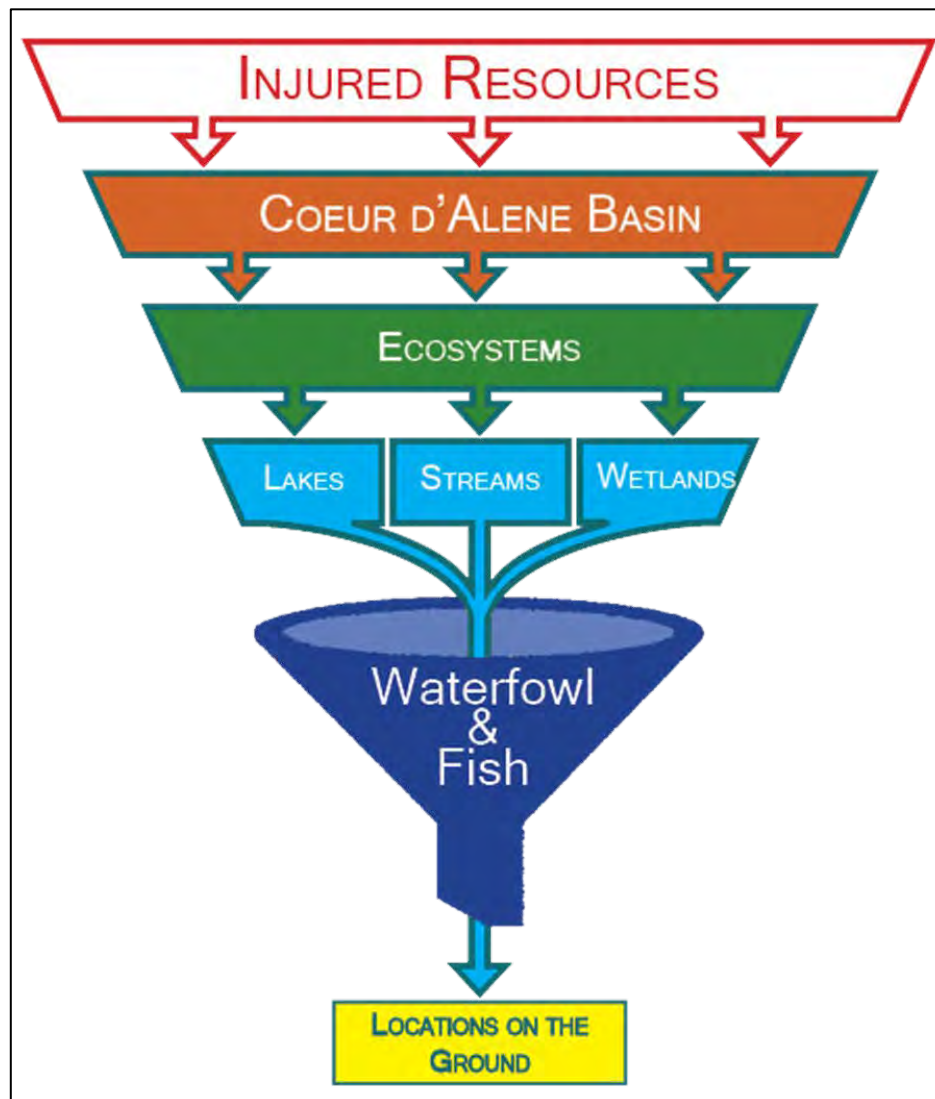 INJURED RESOURCES
COEUR D'ALENE BASIN
ECOSYSTEMS
LAKES STREAMS WETLANDS
Waterfowl
&
Fish
LOCATIONS ON THE
GROUND